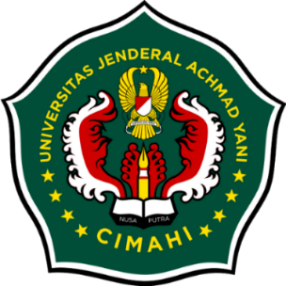 UNIVERSITAS JENDERAL ACHMAD YANI
NUSA PUTRA
CIMAHI